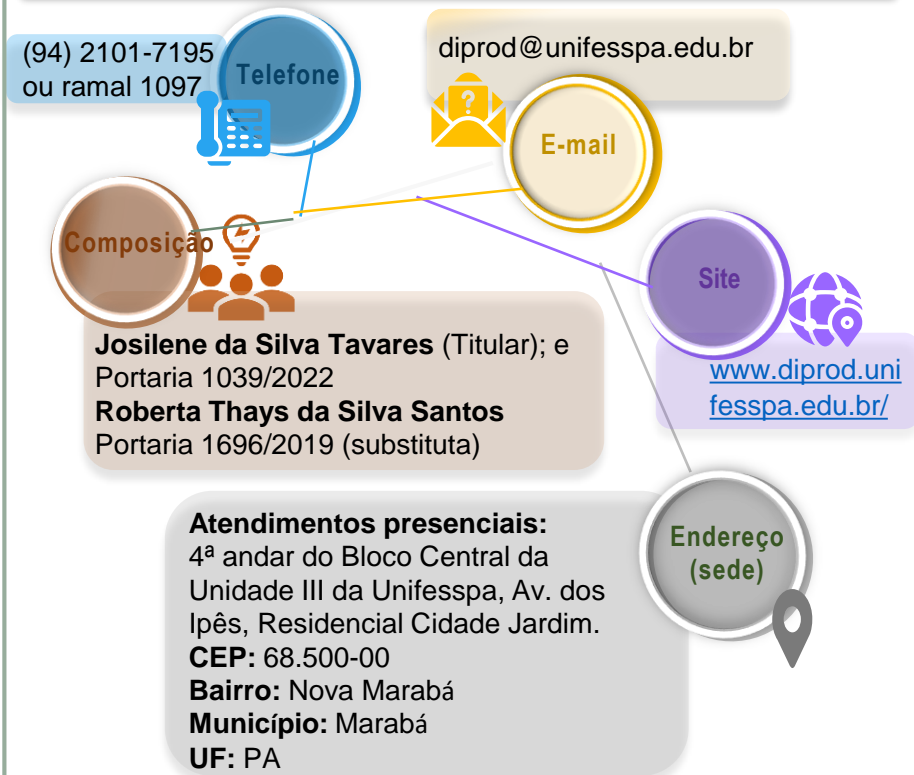 (94) 2101-7195
ou ramal 1097
Telefone
diprod@unifesspa.edu.br
E-mail
Composição
Josilene da Silva Tavares (Titular); e
Portaria 1039/2022
Roberta Thays da Silva Santos
Portaria 1696/2019 (substituta)
Site
www.diprod.uni
fesspa.edu.br/
Endereço
(sede)
Atendimentos presenciais:
4ª andar do Bloco Central da
Unidade III da Unifesspa, Av. dos
Ipês, Residencial Cidade Jardim.
CEP: 68.500-00
Bairro: Nova Marabá
Município: Marabá
UF: PA